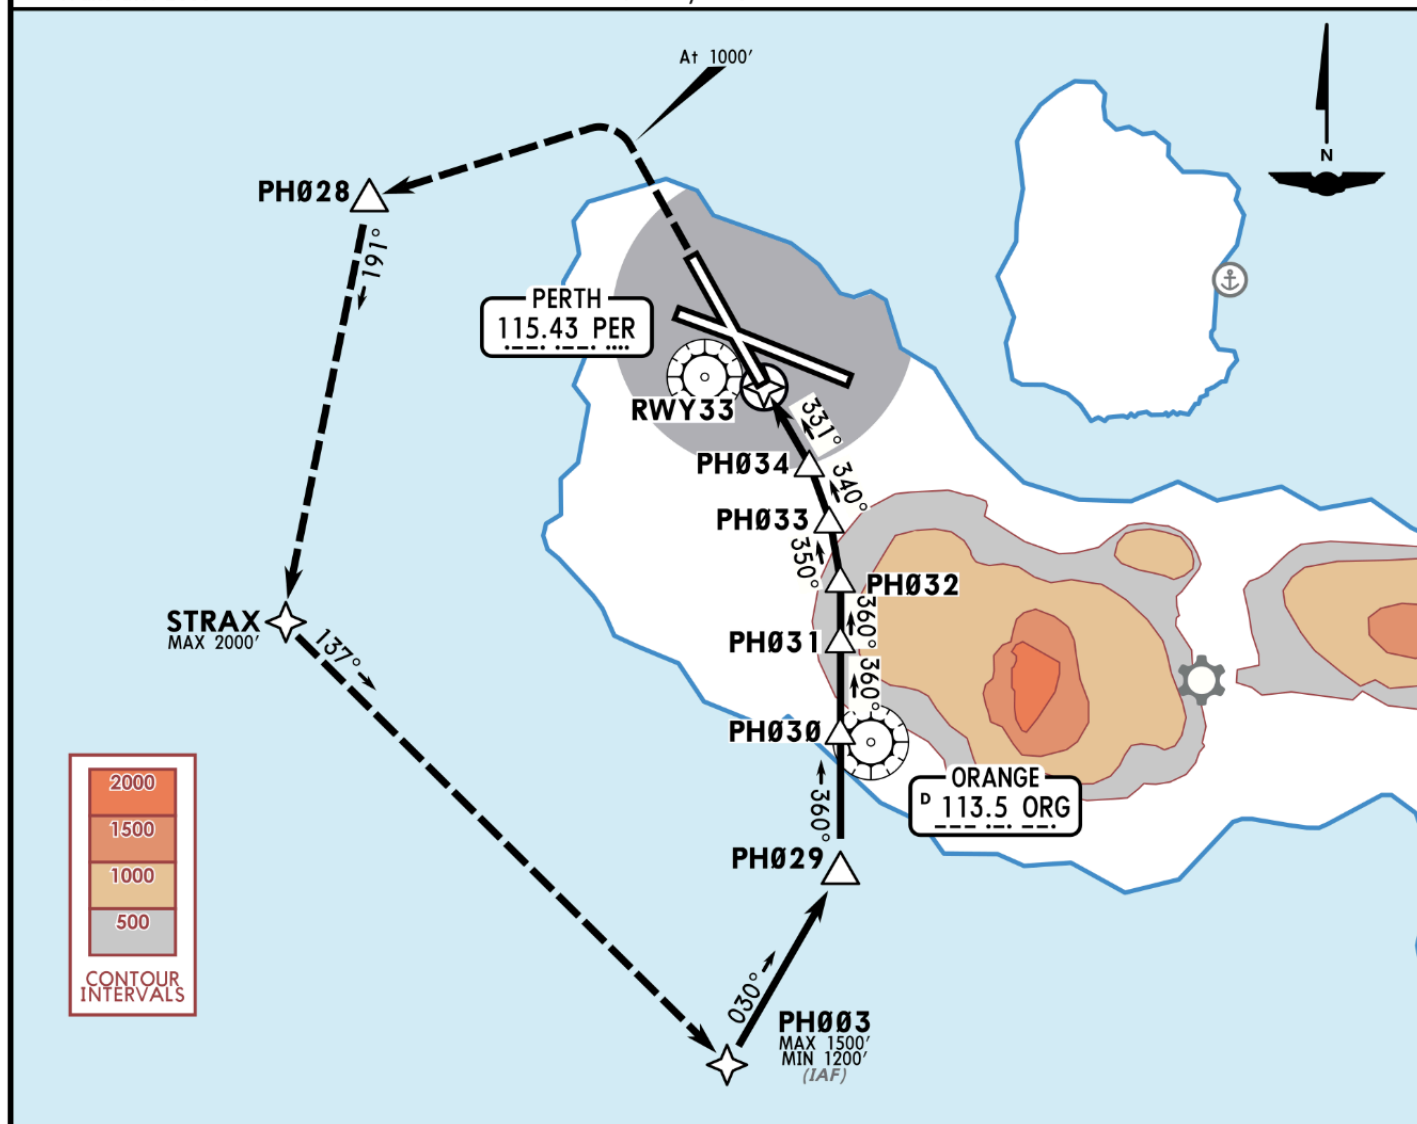 At 1000′
N
PHØ28
191°
PERTH
115.43 PER
RWY33
331°
PHØ34
340°
PHØ33
350°
PHØ32
360°
PHØ31
360°
PHØ30
STRAX
MAX 2000′
137°
ORANGE
D 113.5 ORG
360°
PHØ29
2000
1500
1000
500
CONTOUR
INTERVALS
030°
PHØØ3
MAX 1500′
MIN 1200′
(IAF)